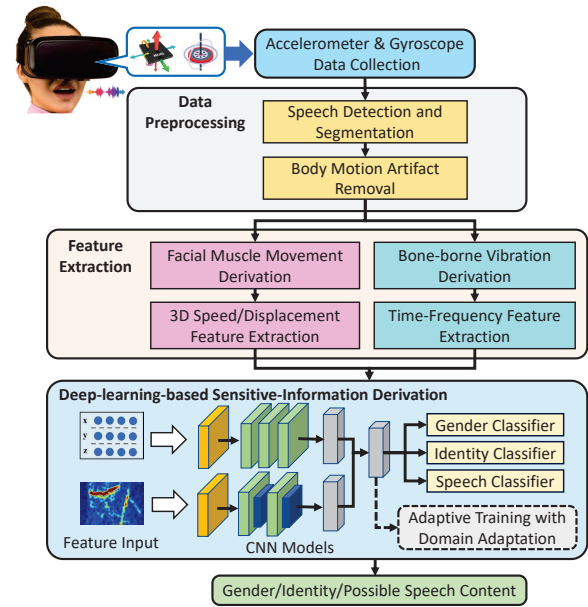 Accelerometer & Gyroscope
Data Collection
Data
Preprocessing
Speech Detection and
Segmentation
Body Motion Artifact
Removal
Feature
Extraction
Facial Muscle Movement
Derivation
Bone-borne Vibration
Derivation
3D Speed/Displacement
Feature Extraction
Time-Frequency Feature
Extraction
Deep-learning-based Sensitive-Information Derivation
x
y
z
Gender Classifier
Identity Classifier
Speech Classifier
Feature Input
CNN Models
Adaptive Training with
Domain Adaptation
Gender/Identity/Possible Speech Content